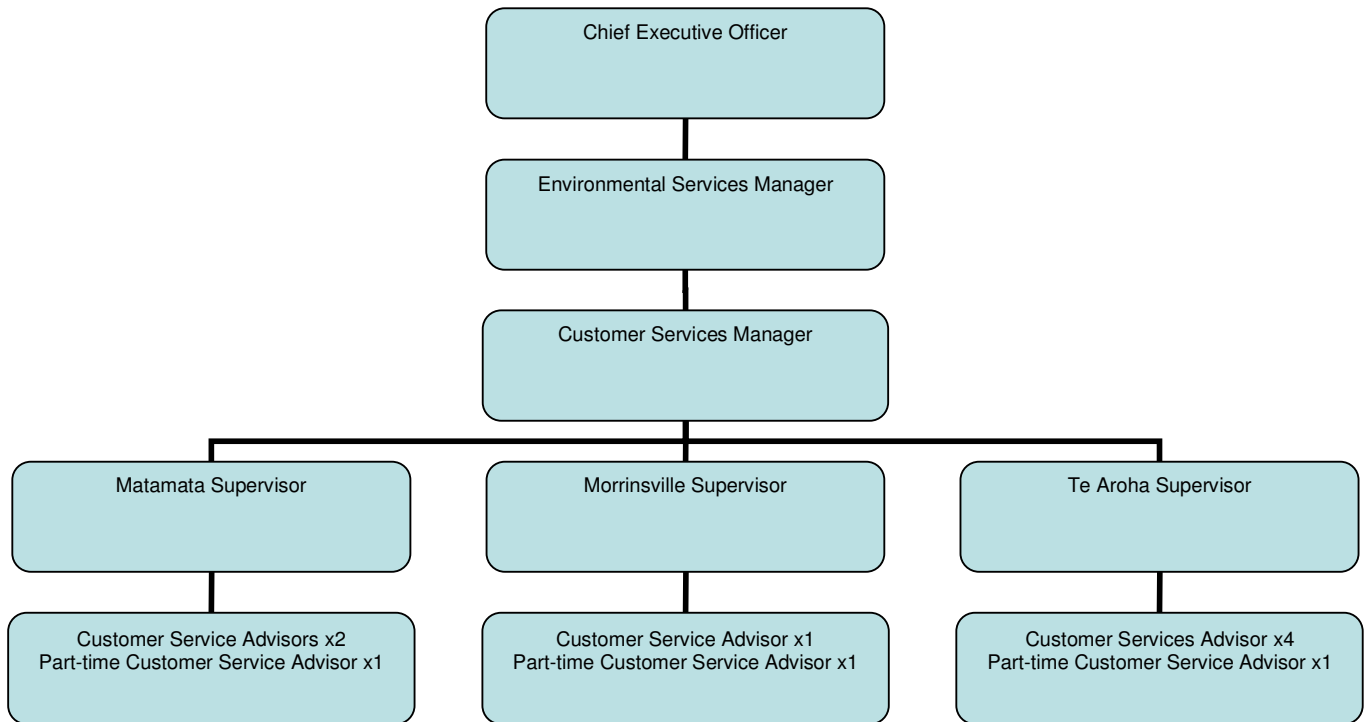 Chief Executive Officer
Environmental Services Manager
Customer Services Manager
Matamata Supervisor
Morrinsville Supervisor
Te Aroha Supervisor
Customer Service Advisors x2
Part-time Customer Service Advisor x1
Customer Service Advisor x1
Part-time Customer Service Advisor x1
Customer Services Advisor x4
Part-time Customer Service Advisor x1